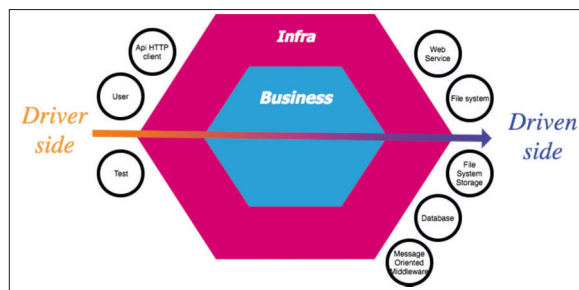 Infra
Business
Api HTTP
client
User
Driver
side
Test
Web
Service
File system
Driven
side
File
System
Storage
Database
Message
Oriented
Middleware